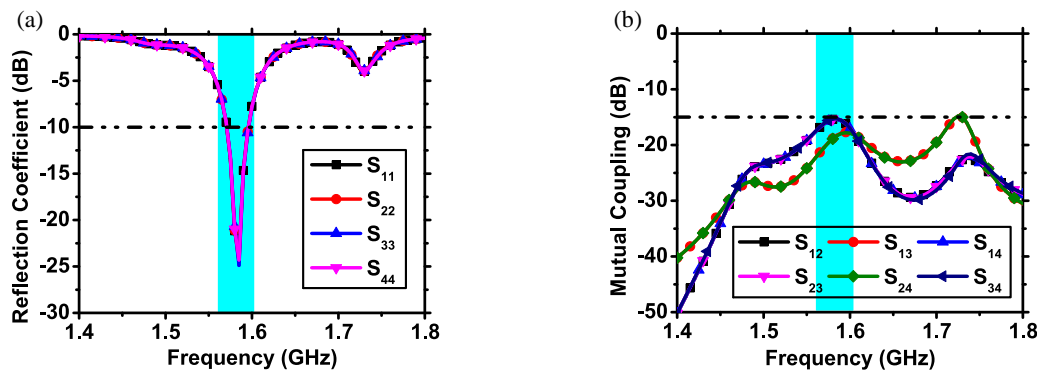 (a)
Reflection Coefficient (dB)
0
-5
-10
-15
-20
-25
-30
S11
S22
S33
S44
1.4 1.5 1.6 1.7 1.8
Frequency (GHz)
(b)
Mutual Coupling (dB)
0
-10
-20
-30
-40
-50
S12 S13 S14
S23 S24 S34
1.4 1.5 1.6 1.7 1.8
Frequency (GHz)